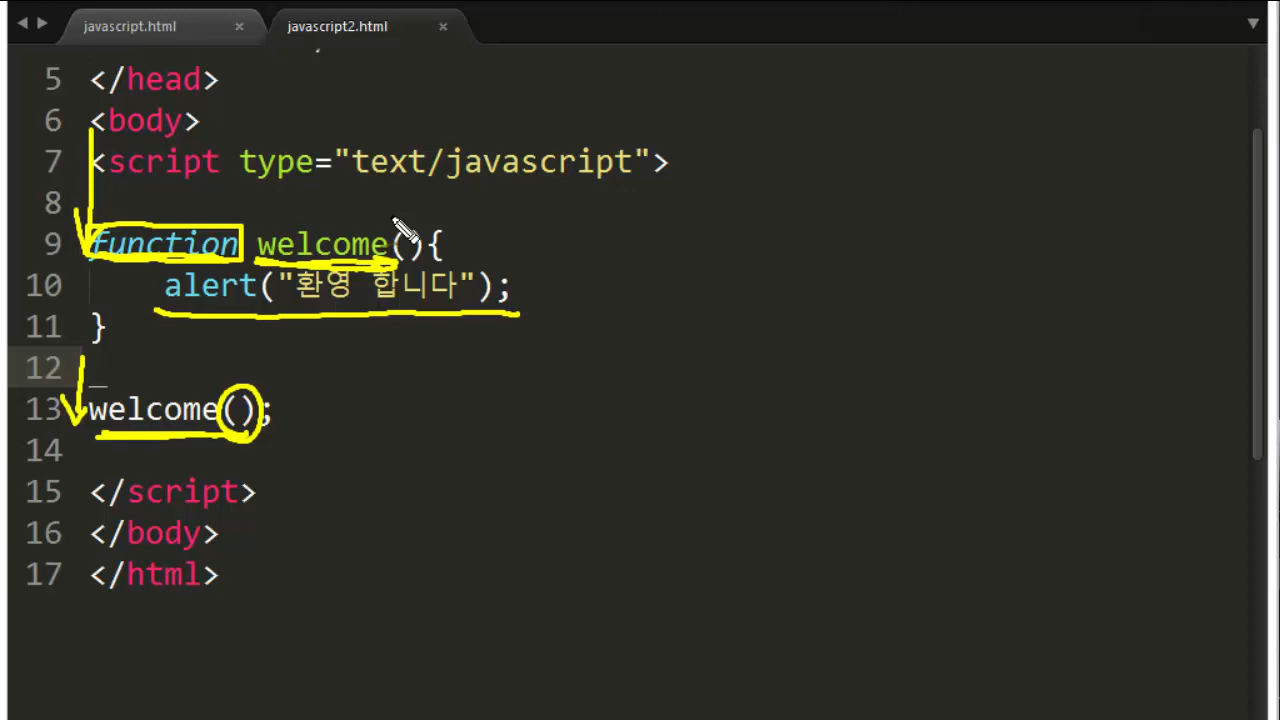 javascript.html × javascript2.html ×
5 </head>
6 <body>
7 <script type="text/javascript">
8
9 function welcome(){
10 alert("환영 합니다");
11 }
12
13 welcome();
14
15 </script>
16 </body>
17 </html>